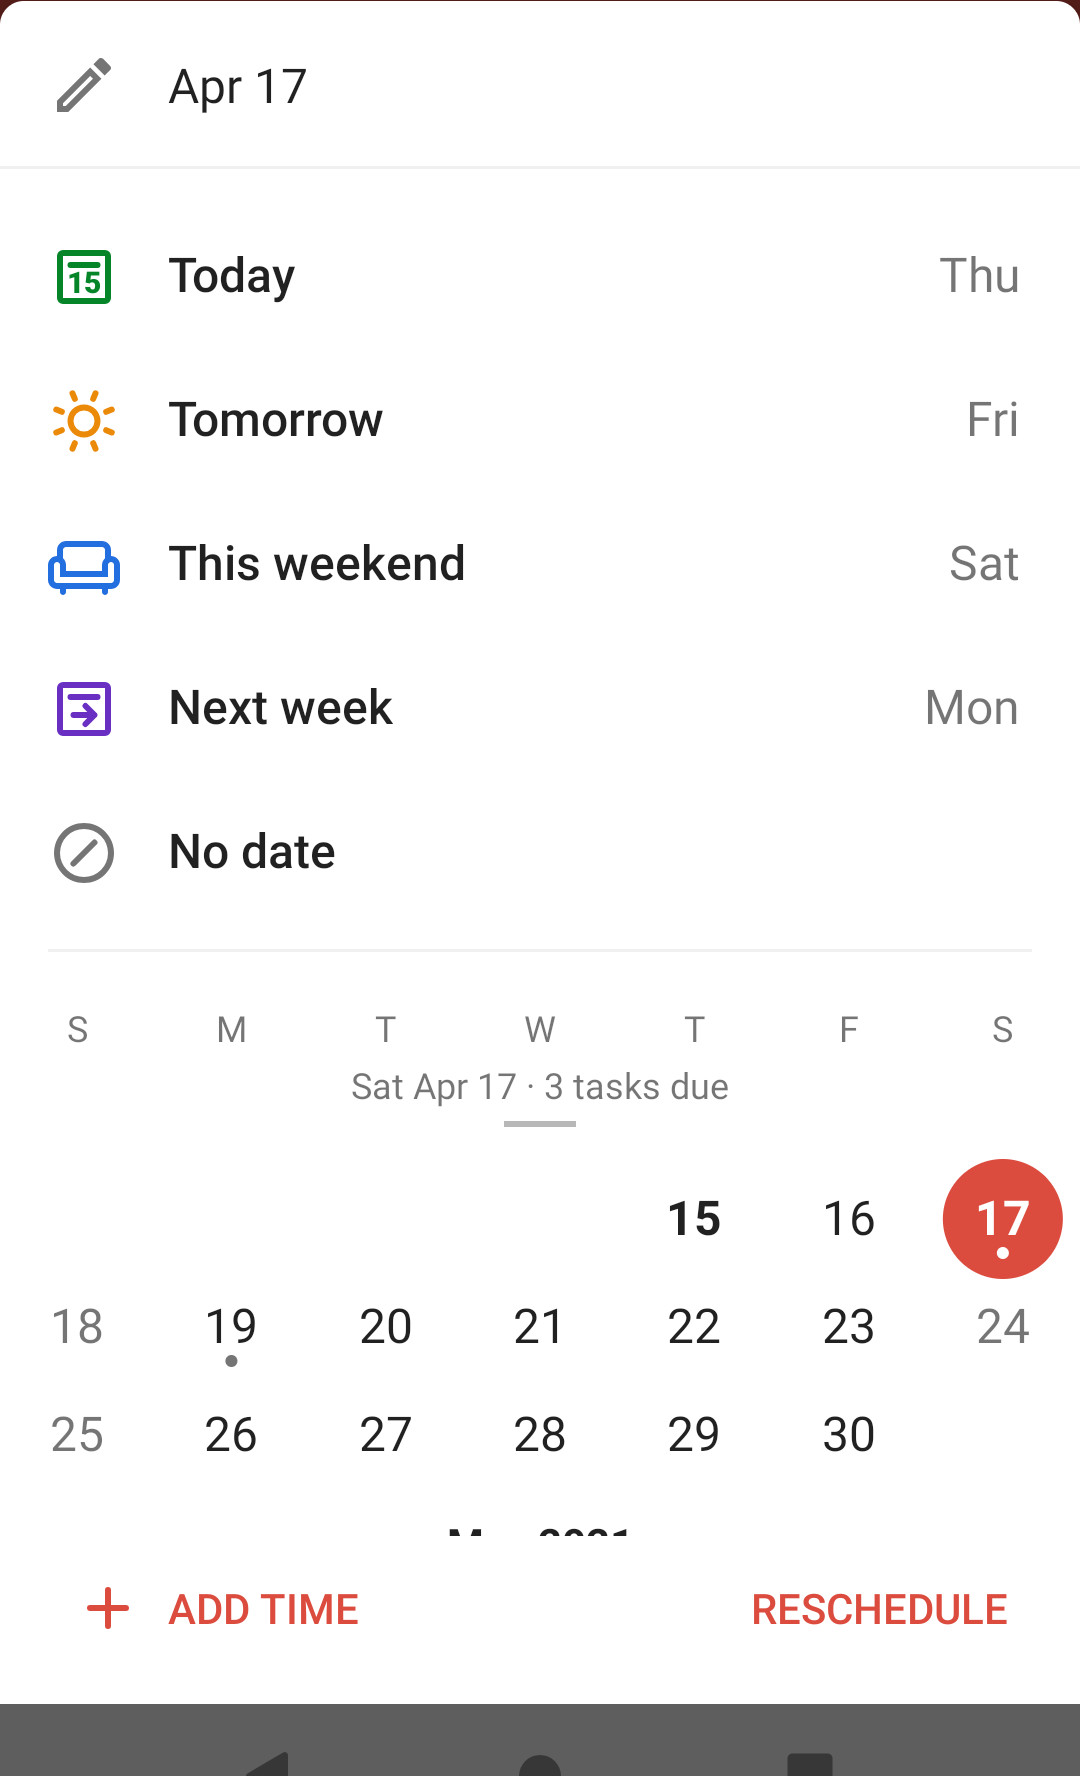 Apr 17
15 Today Thu
Tomorrow Fri
This weekend Sat
Next week Mon
No date
S M T W T F S
Sat Apr 17 · 3 tasks due
15 16 17
18 19 20 21 22 23 24
25 26 27 28 29 30
2021
ADD TIME RESCHEDULE